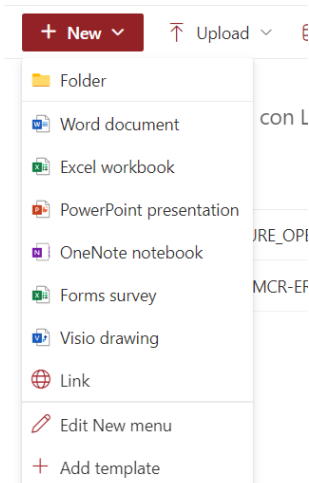 New
Upload
Folder
Word document
con L
Excel workbook
PowerPoint presentation
URE_OPE
OneNote notebook
MCR-ER
Forms survey
Visio drawing
Link
Edit New menu
Add template